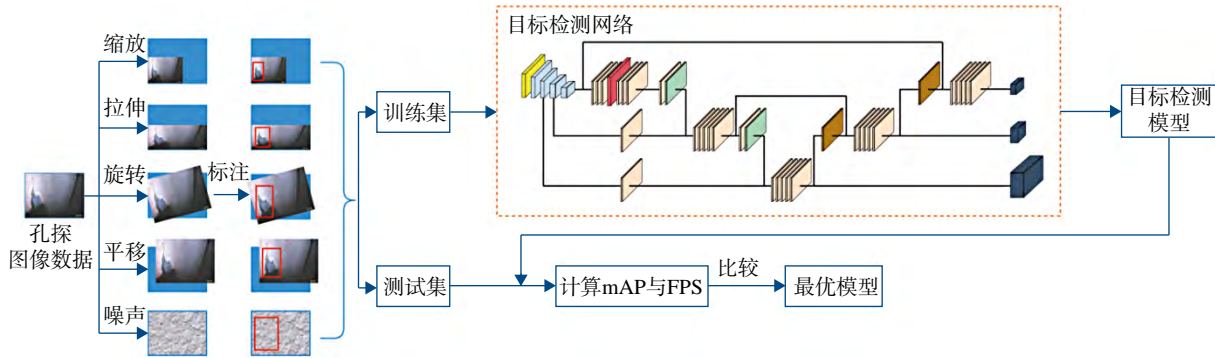 缩放
拉伸
旋转
标注
孔探
图像数据
平移
噪声
训练集
测试集
目标检测网络
目标检测
模型
计算mAP与FPS
比较
最优模型